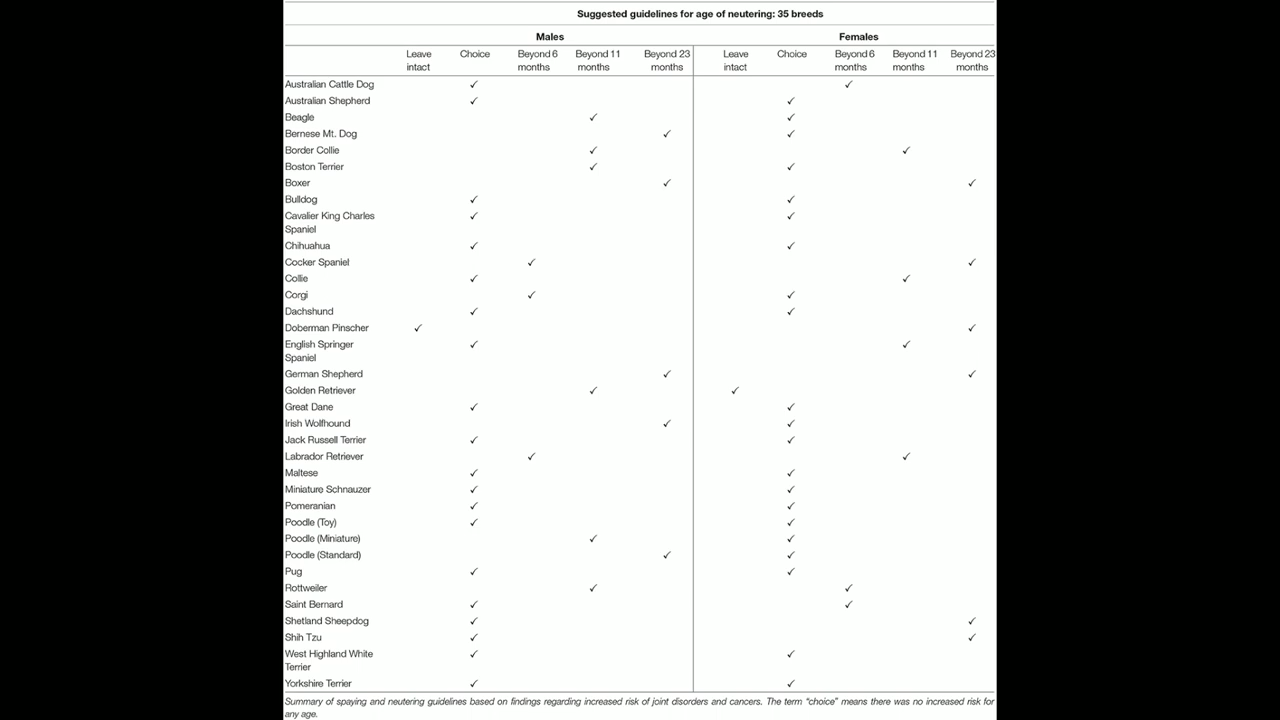 Suggested guidelines for age of neutering: 35 breeds
Males Females
Leave intact Choice Beyond 6 months Beyond 11 months Beyond 23 months Leave intact Choice Beyond 6 months Beyond 11 months Beyond 23 months
Australian Cattle Dog ✓ ✓
Australian Shepherd ✓ ✓
Beagle ✓ ✓
Bernese Mt. Dog ✓ ✓
Border Collie ✓ ✓
Boston Terrier ✓ ✓
Boxer ✓ ✓
Bulldog ✓ ✓
Cavalier King Charles ✓ ✓
Spaniel
Chihuahua ✓ ✓
Cocker Spaniel ✓ ✓
Collie ✓ ✓
Corgi ✓ ✓
Dachshund ✓ ✓
Doberman Pinscher ✓ ✓
English Springer ✓ ✓
Spaniel
German Shepherd ✓ ✓
Golden Retriever ✓ ✓
Great Dane ✓ ✓
Irish Wolfhound ✓ ✓
Jack Russell Terrier ✓ ✓
Labrador Retriever ✓ ✓
Maltese ✓ ✓
Miniature Schnauzer ✓ ✓
Pomeranian ✓ ✓
Poodle (Toy) ✓ ✓
Poodle (Miniature) ✓ ✓
Poodle (Standard) ✓ ✓
Pug ✓ ✓
Rottweiler ✓ ✓
Saint Bernard ✓ ✓
Shetland Sheepdog ✓ ✓
Shih Tzu ✓ ✓
West Highland White ✓ ✓
Terrier
Yorkshire Terrier ✓ ✓
Summary of spaying and neutering guidelines based on findings regarding increased risk of joint disorders and cancers. The term "choice" means there was no increased risk for
any age.